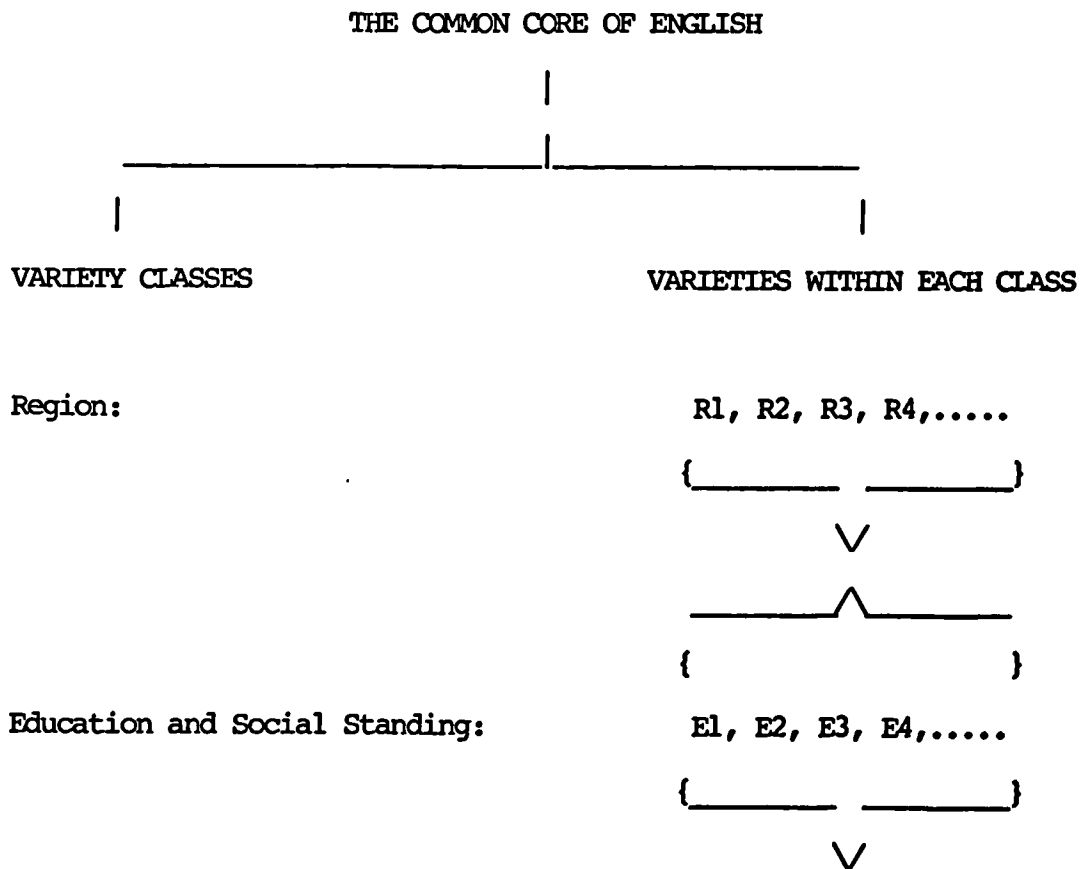 THE COMMON CORE OF ENGLISH
VARIETY CLASSES VARIETIES WITHIN EACH CLASS
Region: R1, R2, R3, R4,.....
{ }
{ }
Education and Social Standing: E1, E2, E3, E4,.....
{ }